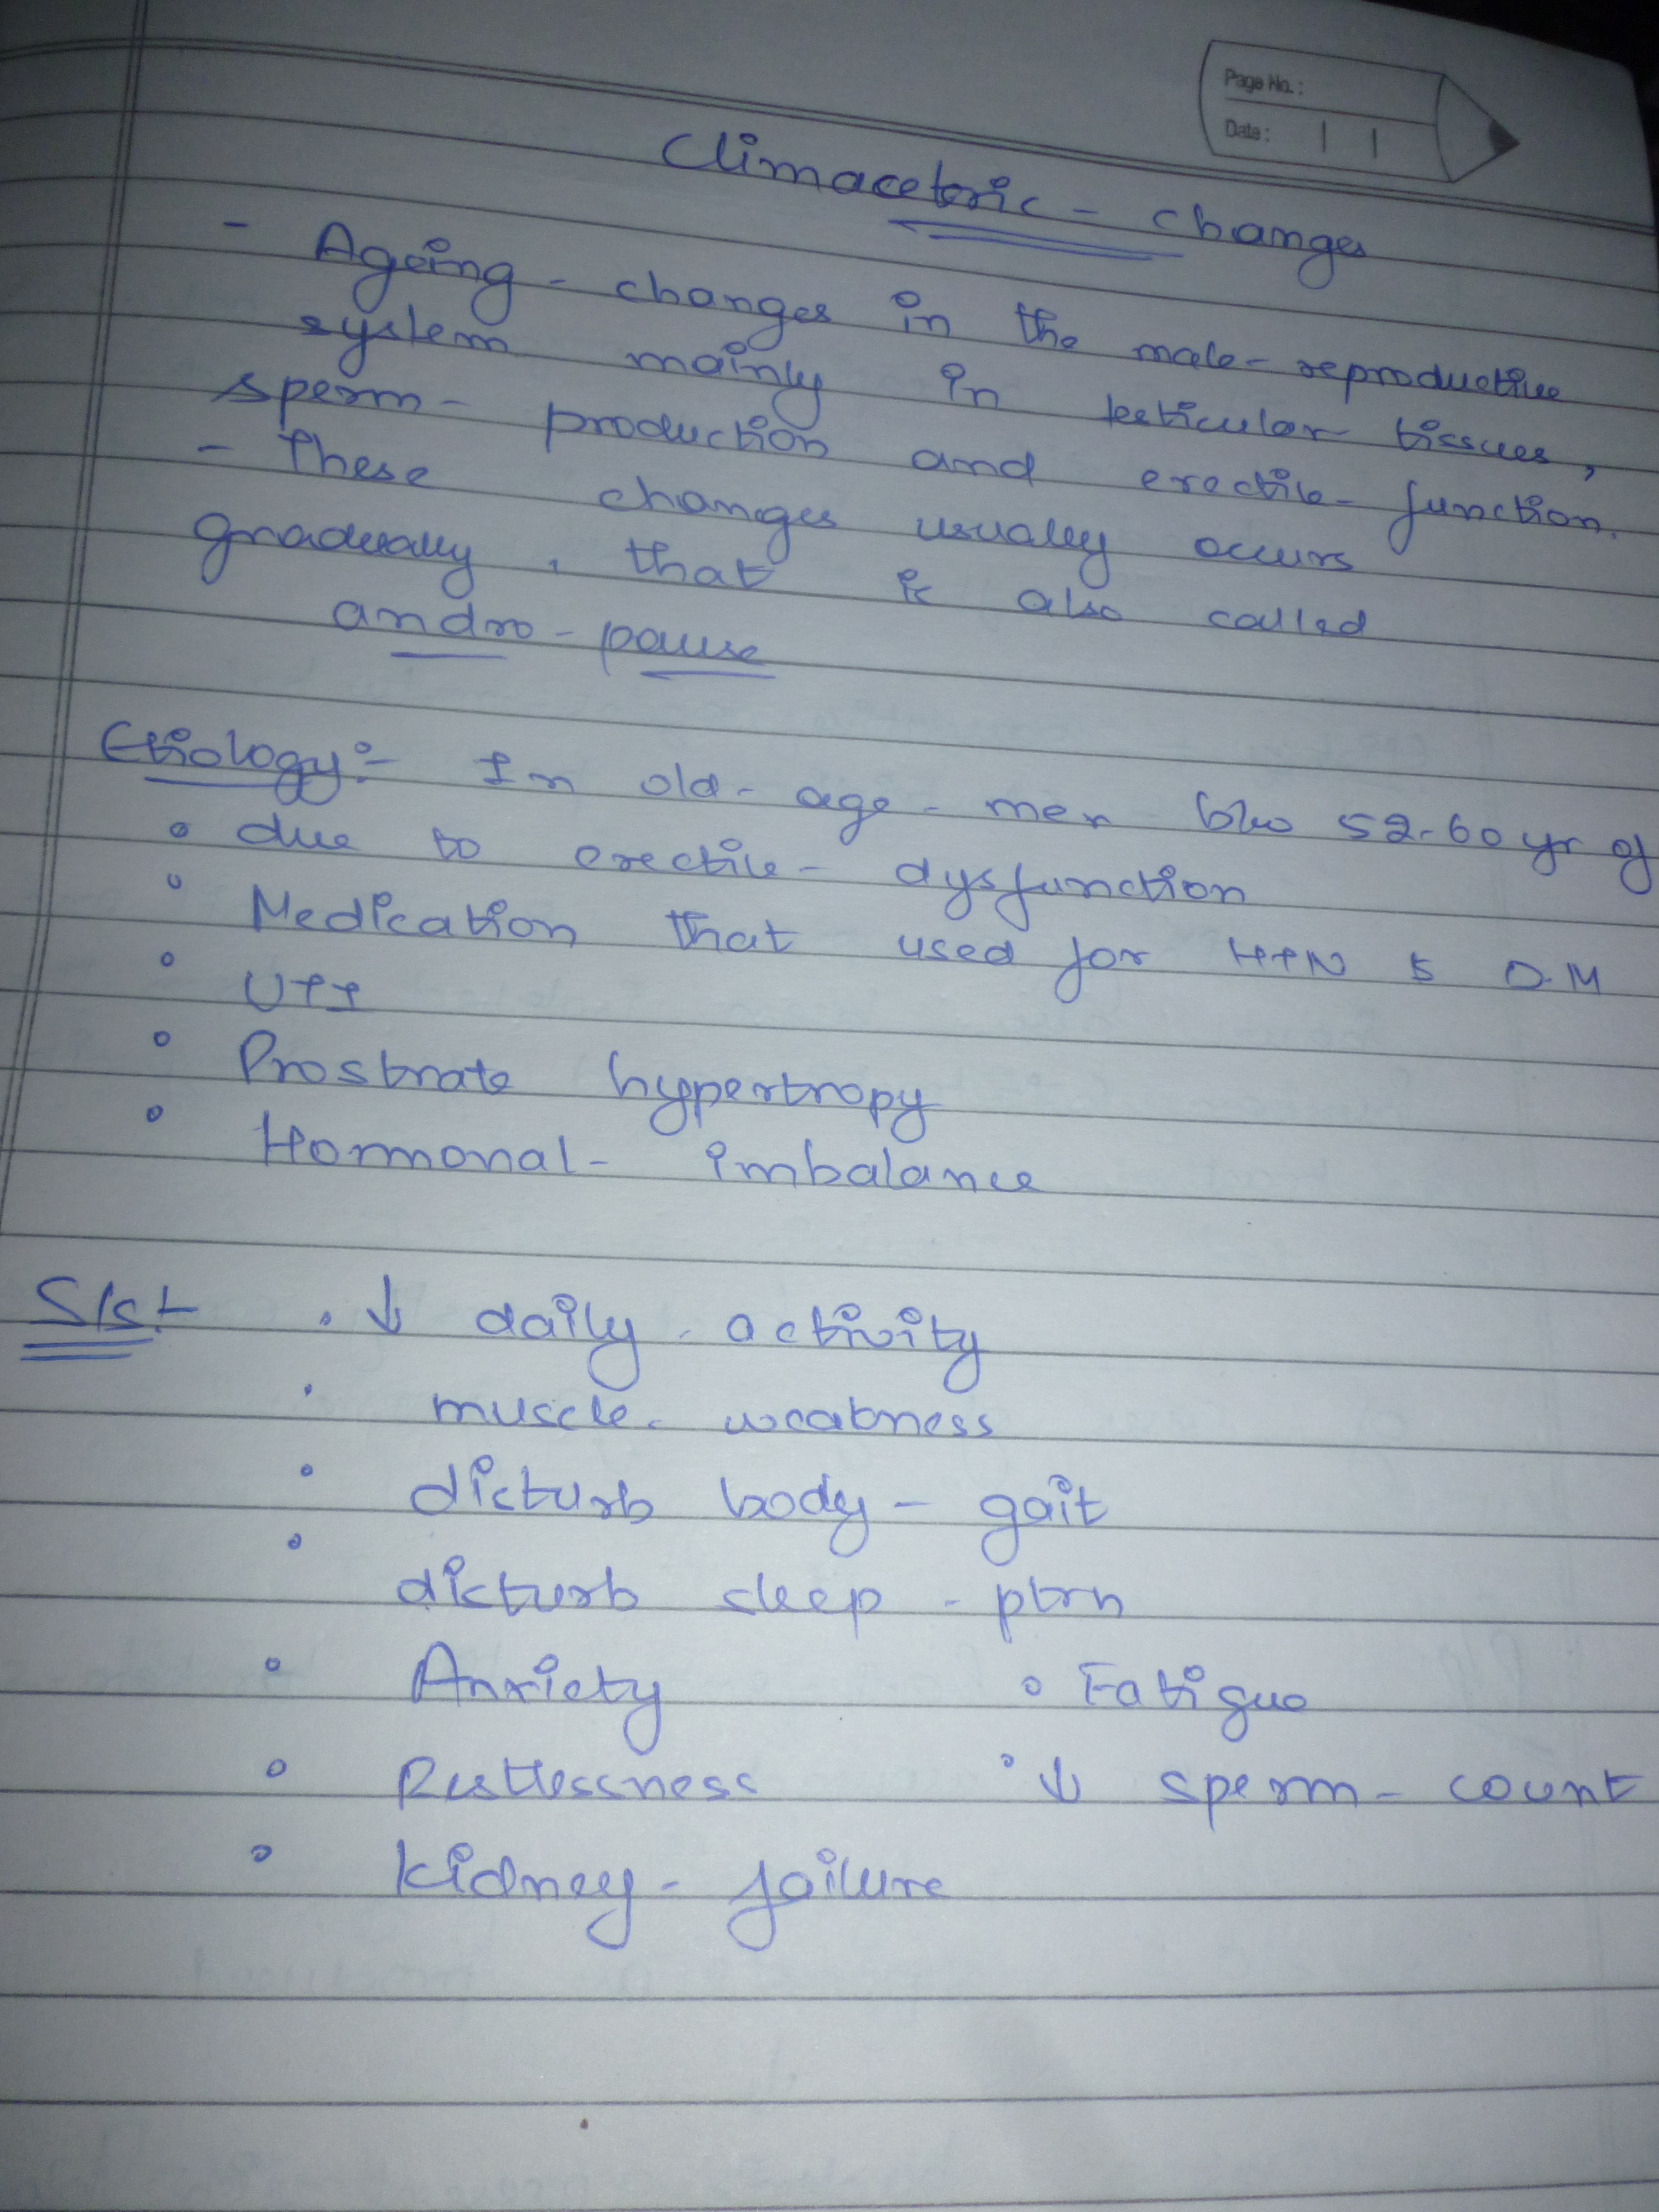 Page No.:
Date:
Climacetoric - changes
- Ageing - changes in the male - reproductive
system mainly in testicular tissues,
sperm - production and erectile - function.
- These changes usually occurs
gradually, that is also called
andro - pause
Etiology:- In old - age - men b/w 52-60 yr of
° due to erectile - dysfunction
° Medication that used for HTN & D.M
° UTI
° Prostrate hypertropy
° Hormonal - imbalance
S/S+ . ↓ daily - activity
. muscle - weakness
° disturb body - gait
° disturb sleep - ptrn
° Anxiety ° Fatigue
° Restlessness ° ↓ sperm - count
° kidney - failure